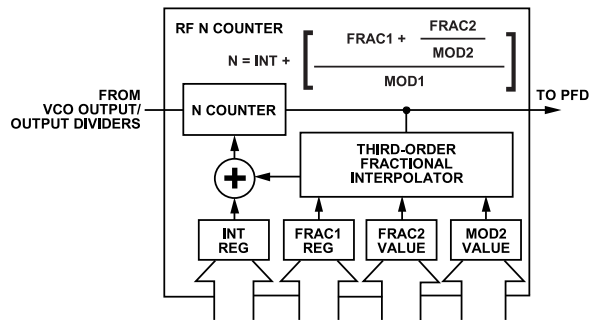 RF N COUNTER
N = INT +
FRAC1 +
FRAC2
MOD2
MOD1
FROM
VCO OUTPUT/
OUTPUT DIVIDERS
N COUNTER
TO PFD
THIRD-ORDER
FRACTIONAL
INTERPOLATOR
+
INT
REG
FRAC1
REG
FRAC2
VALUE
MOD2
VALUE